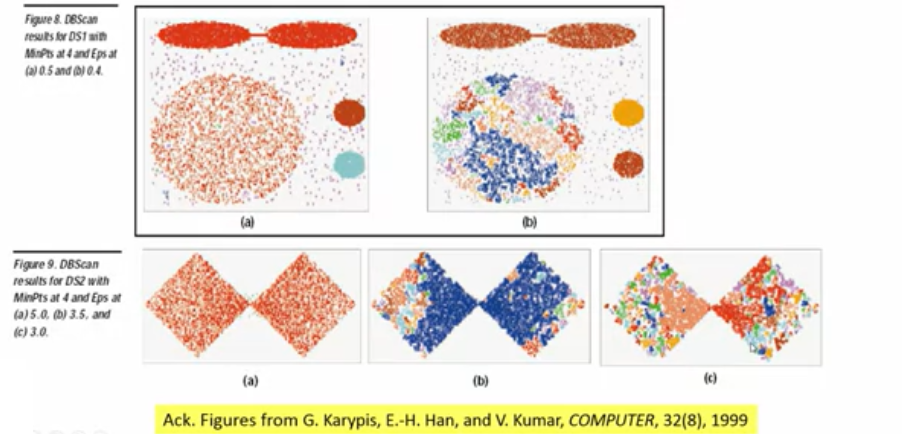 Figure 8. DBScan
results for DS1 with
MinPts at 4 and Eps at
(a) 0.5 and (b) 0.4.
(a)
(b)
Figure 9. DBScan
results for DS2 with
MinPts at 4 and Eps at
(a) 5.0, (b) 3.5, and
(c) 3.0.
(a)
(b)
(c)
Ack. Figures from G. Karypis, E.-H. Han, and V. Kumar, COMPUTER, 32(8), 1999